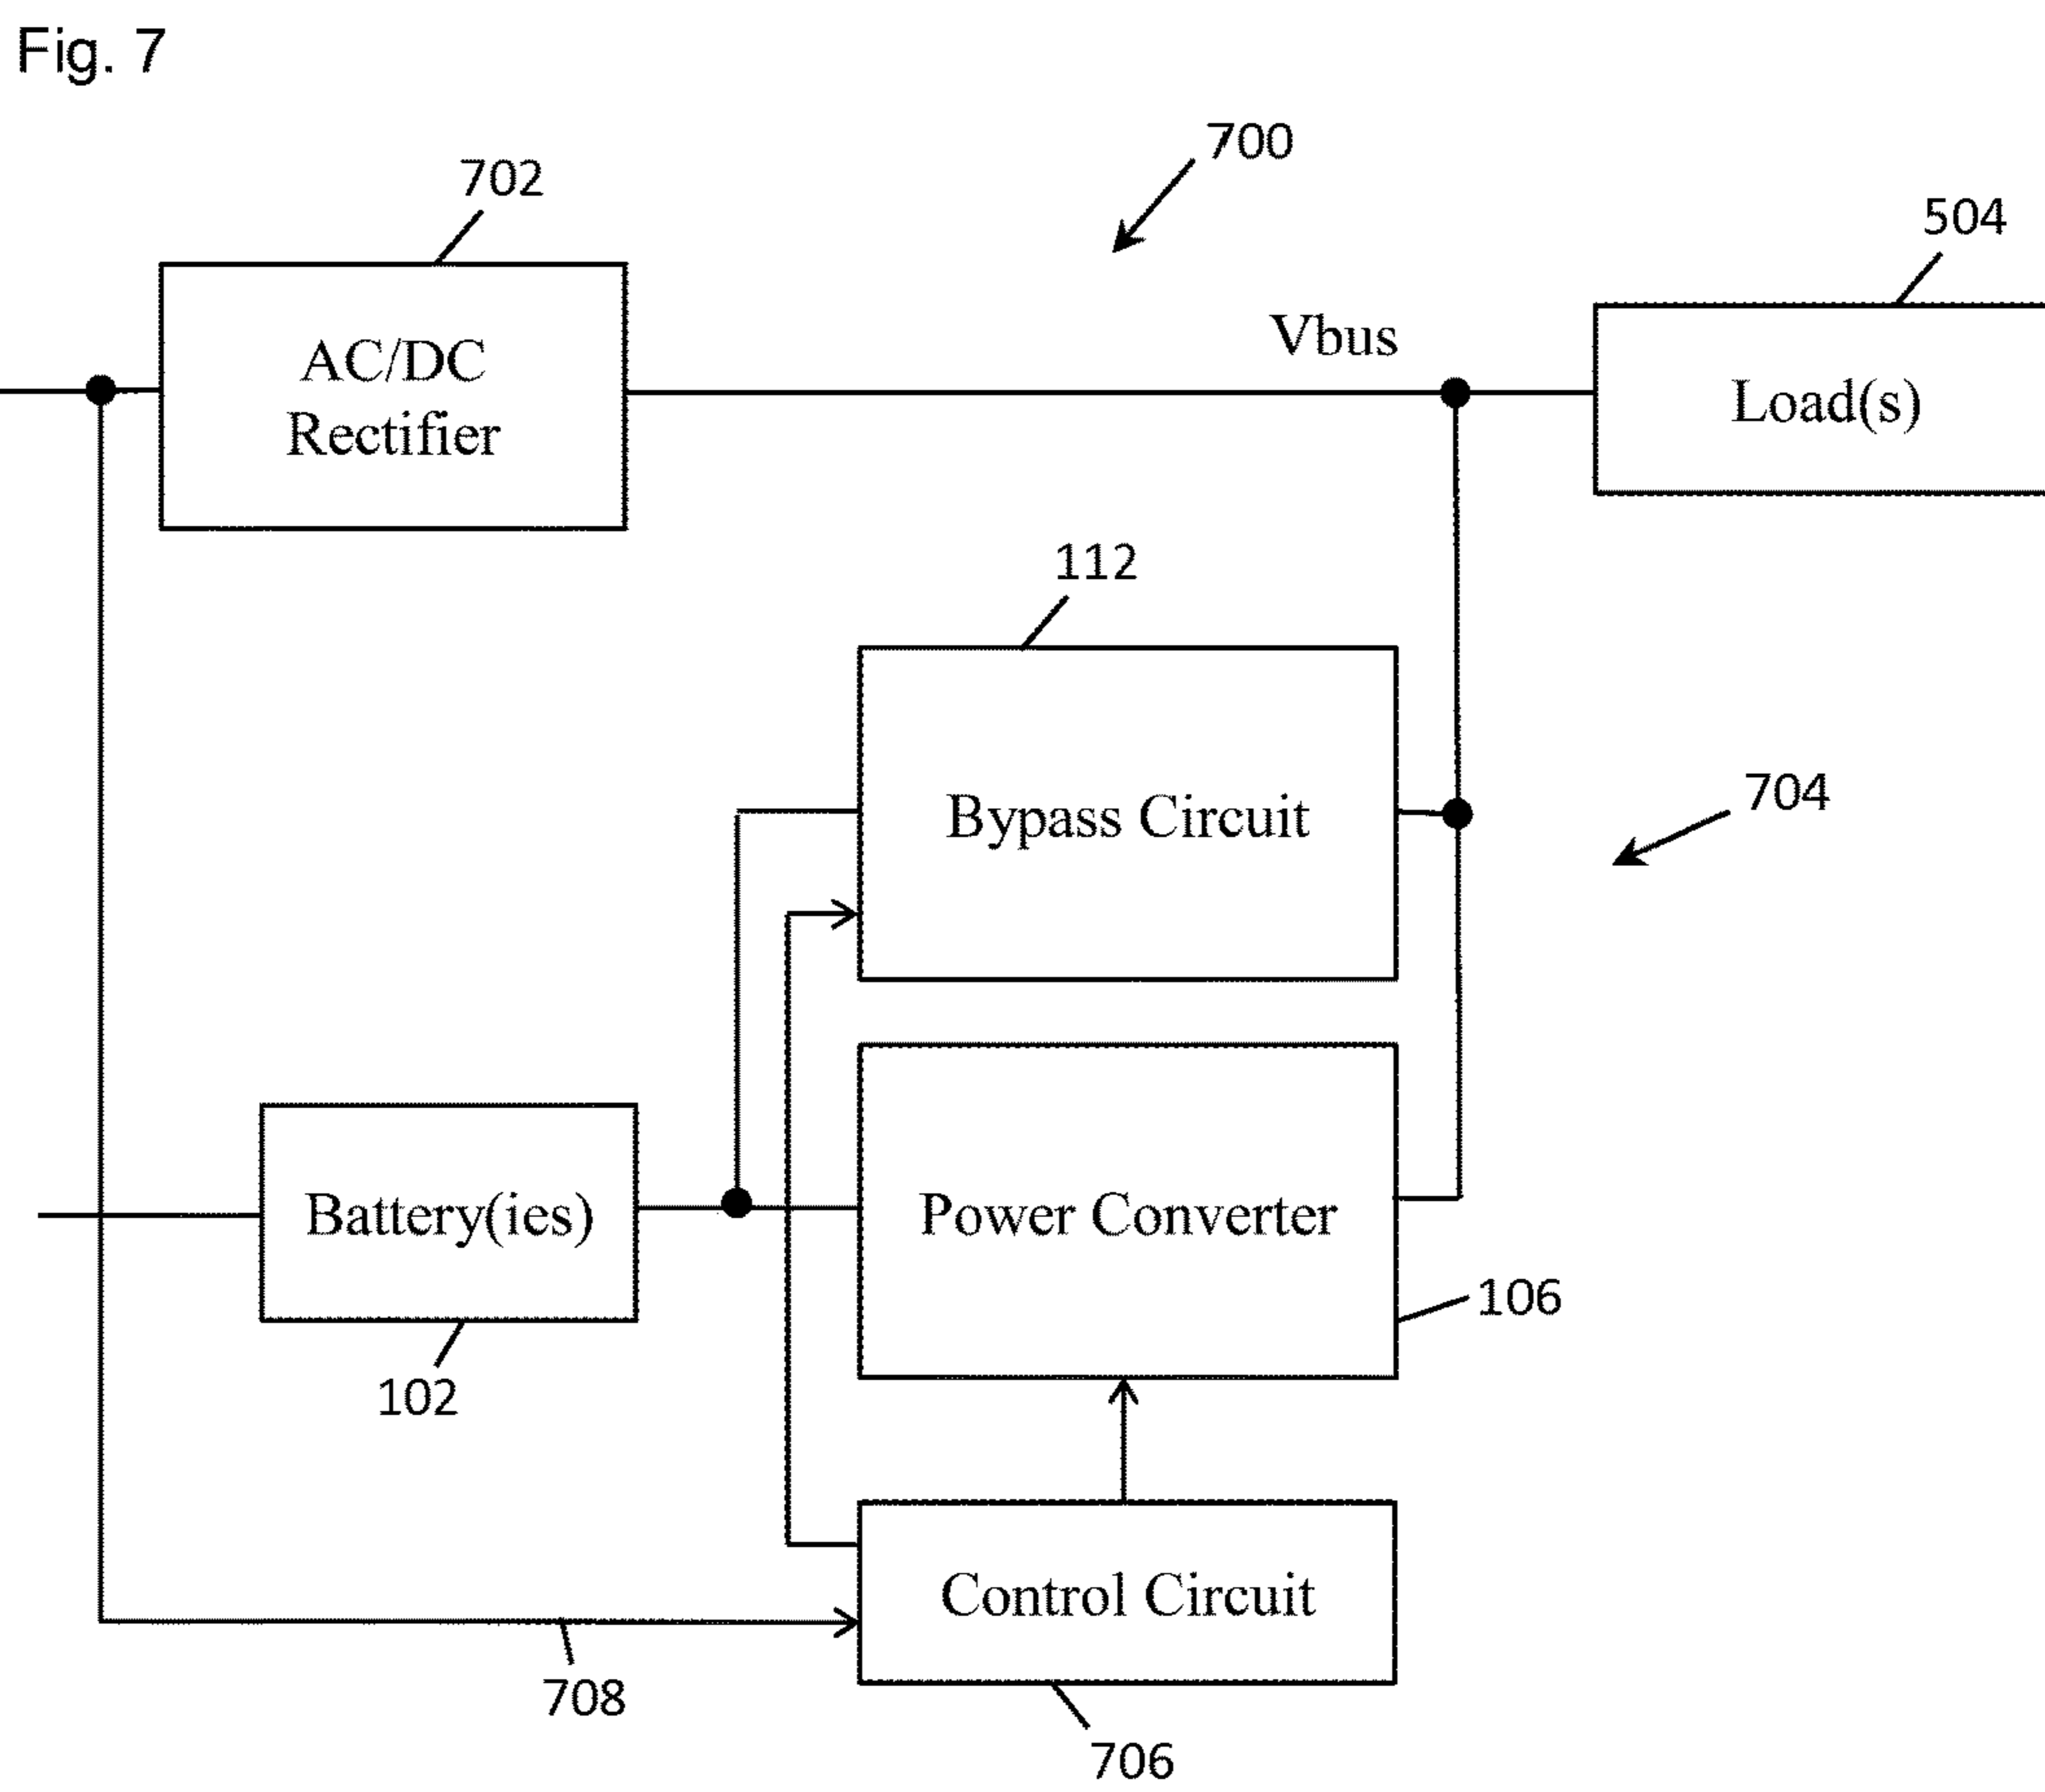 Fig. 7
700
702
504
AC/DC
Rectifier
Vbus
Load(s)
112
Bypass Circuit
704
Battery(ies)
Power Converter
106
102
Control Circuit
708
706